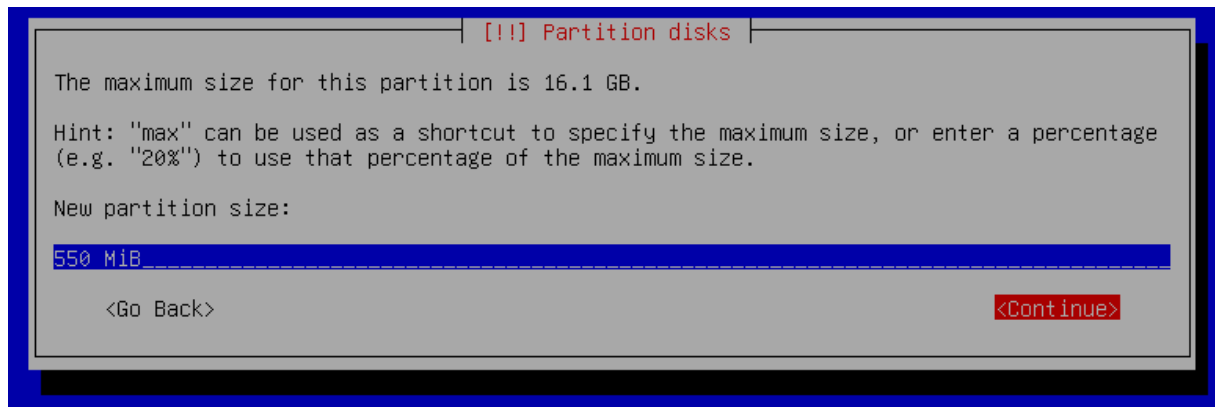 [!!] Partition disks
The maximum size for this partition is 16.1 GB.
Hint: "max" can be used as a shortcut to specify the maximum size, or enter a percentage
(e.g. "20%") to use that percentage of the maximum size.
New partition size:
550 MiB
<Go Back> <Continue>